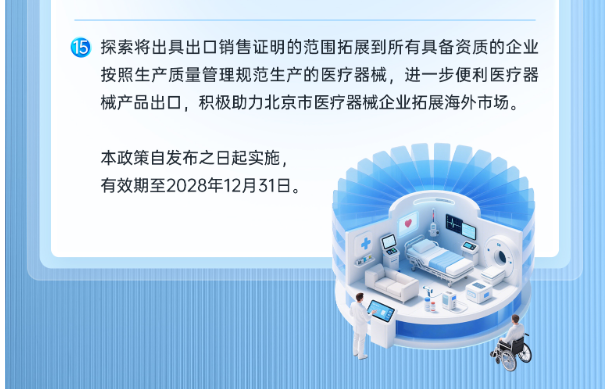 15 探索将出具出口销售证明的范围拓展到所有具备资质的企业
按照生产质量管理规范生产的医疗器械，进一步便利医疗器
械产品出口，积极助力北京市医疗器械企业拓展海外市场。
本政策自发布之日起实施，
有效期至2028年12月31日。